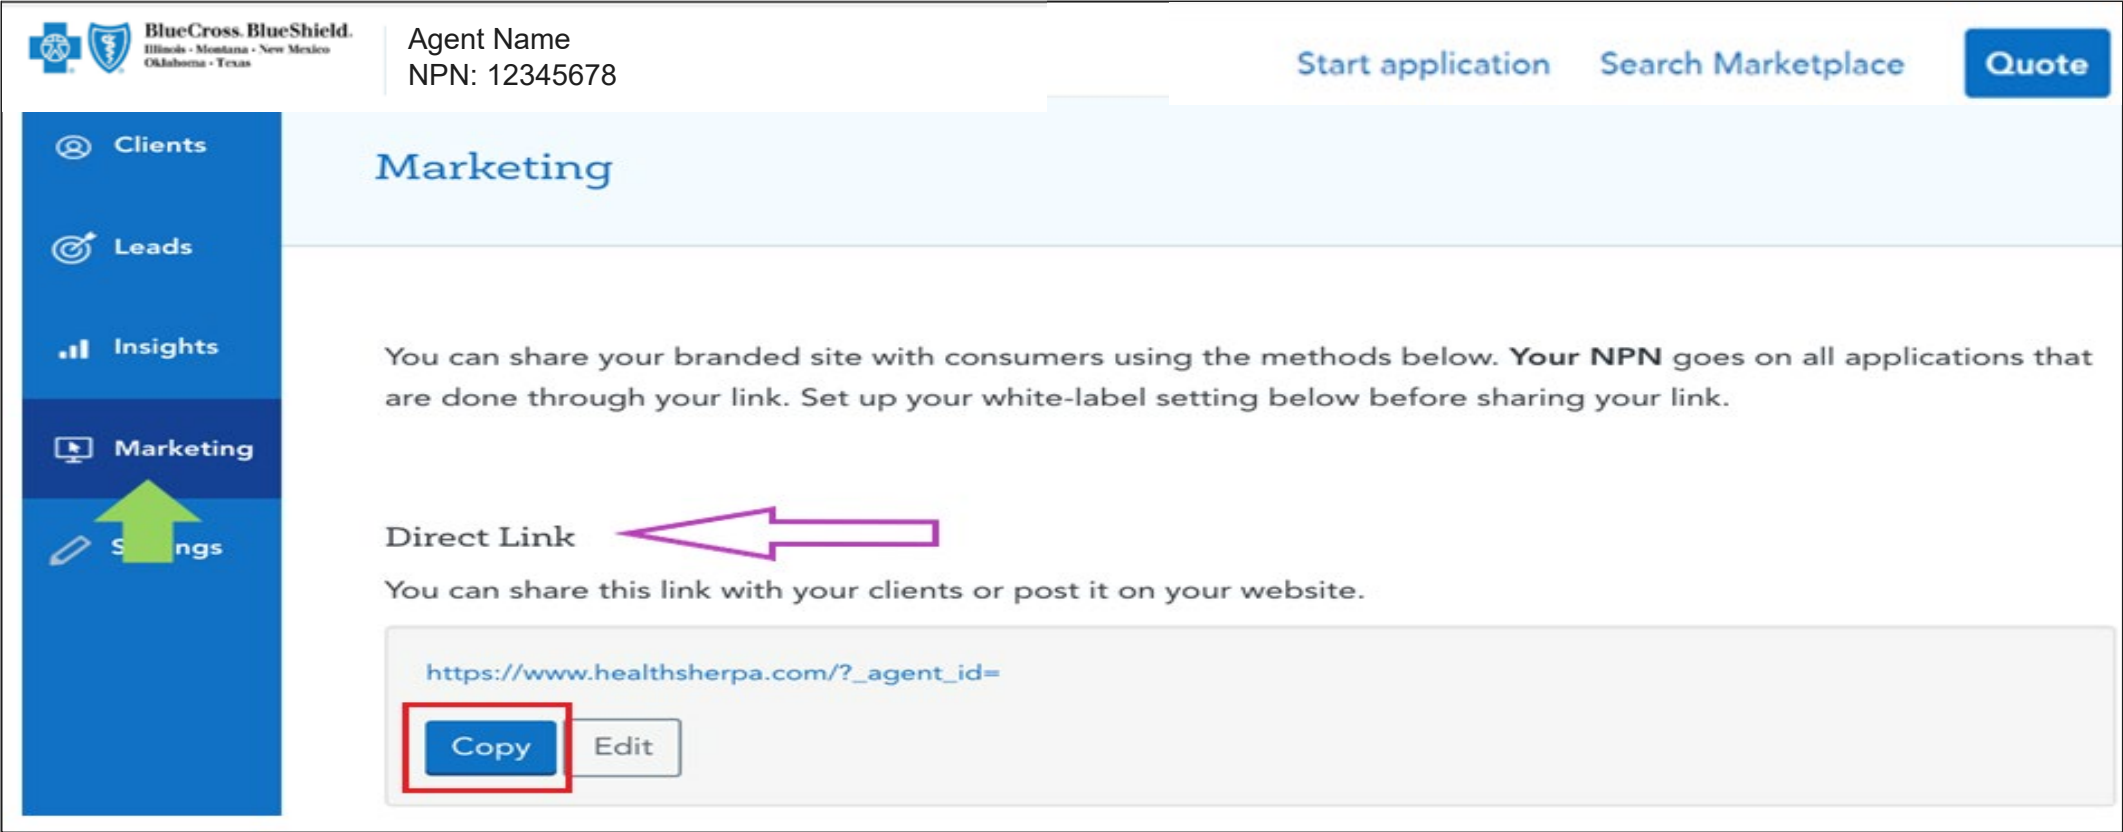 BlueCross. BlueShield.
Illinois - Montana - New Mexico
Oklahoma - Texas
Agent Name
NPN: 12345678
Start application Search Marketplace Quote
Clients
Leads
Insights
Marketing
Marketing
You can share your branded site with consumers using the methods below. Your NPN goes on all applications that
are done through your link. Set up your white-label setting below before sharing your link.
Direct Link
You can share this link with your clients or post it on your website.
https://www.healthsherpa.com/?_agent_id=
Copy Edit